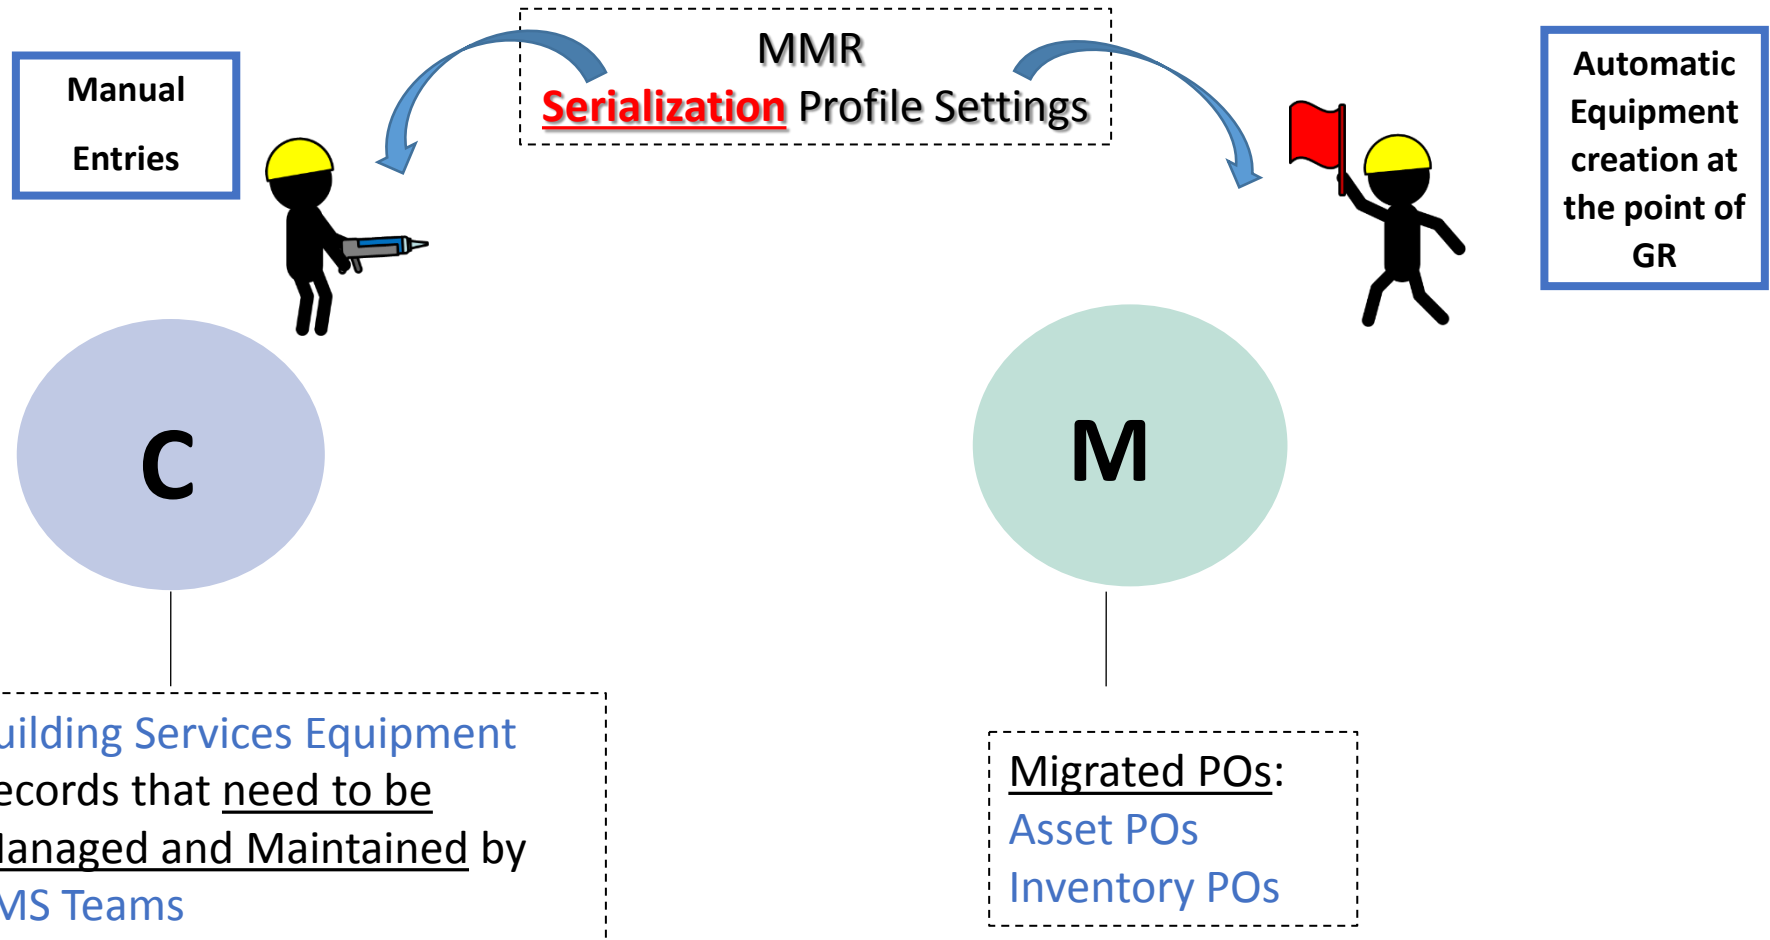 MMR
Serialization Profile Settings
Manual
Entries
Automatic
Equipment
creation at
the point of
GR
C
M
uilding Services Equipment
ecords that need to be
anaged and Maintained by
MS Teams
Migrated POs:
Asset POs
Inventory POs